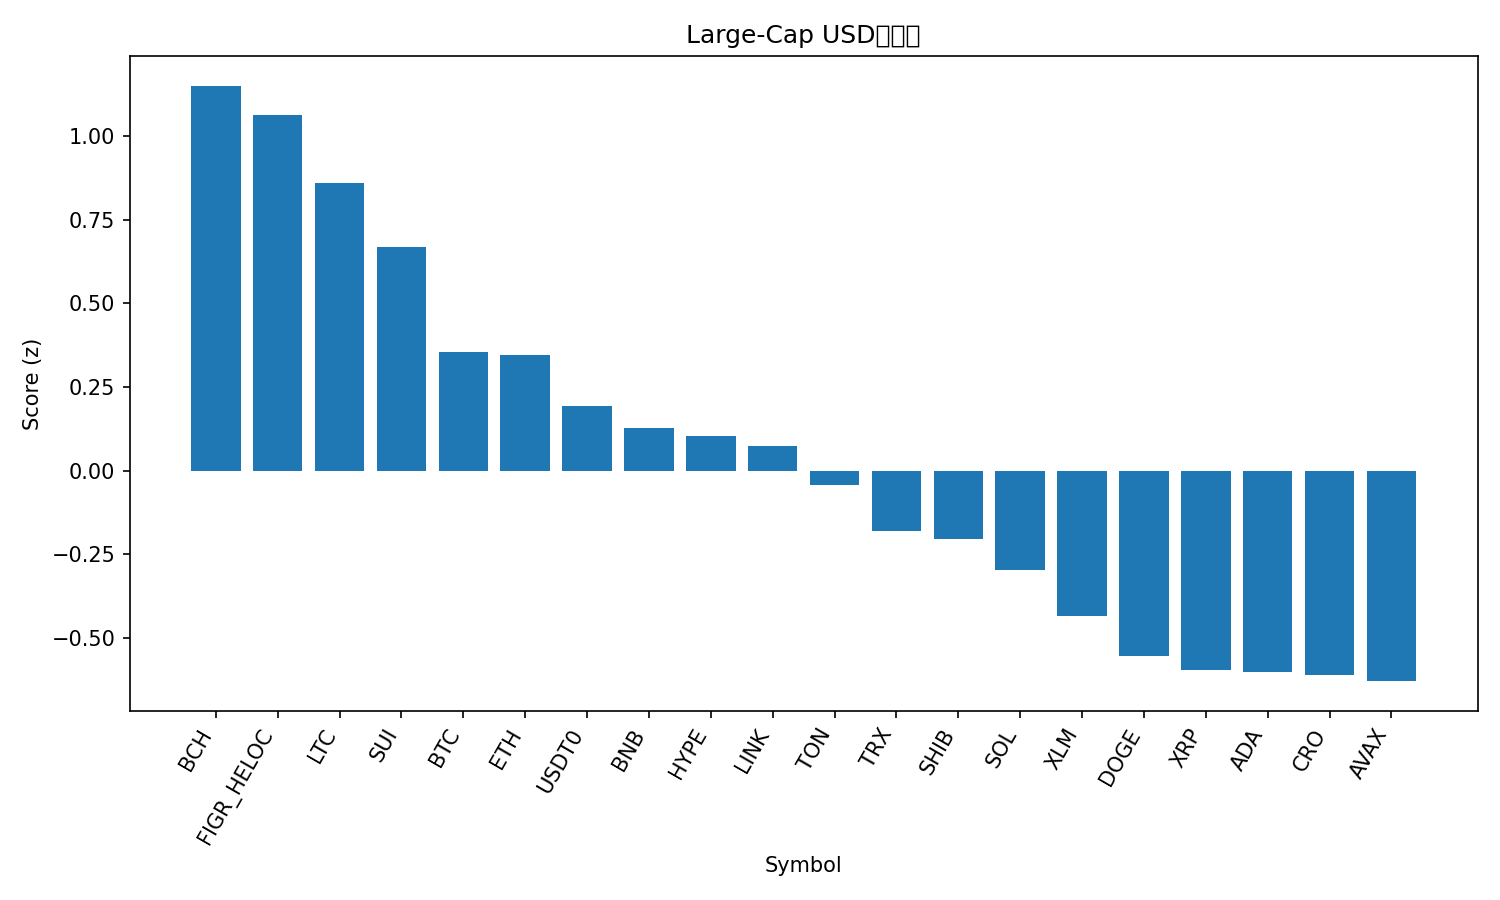 Large-Cap USD
1.00
0.75
0.50
0.25
0.00
−0.25
−0.50
Score (z)
BCH
FIGR_HELOC
LTC
SUI
BTC
ETH
USDT0
BNB
HYPE
LINK
TON
TRX
SHIB
SOL
XLM
DOGE
XRP
ADA
CRO
AVAX
Symbol